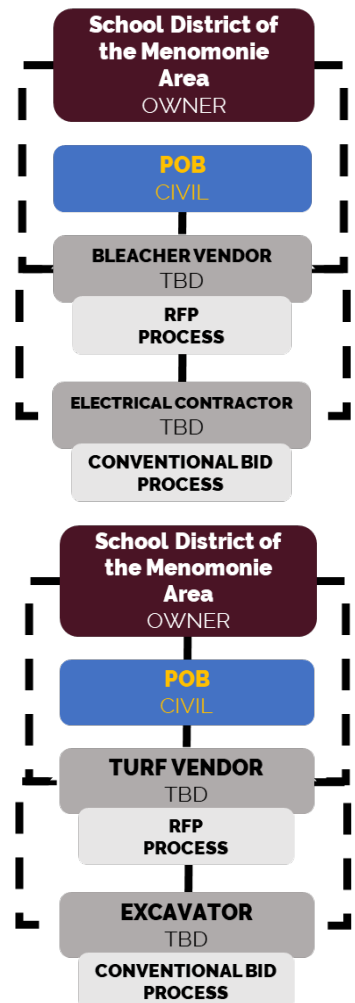 School District of
the Menomonie
Area
OWNER
POB
CIVIL
BLEACHER VENDOR
TBD
RFP
PROCESS
ELECTRICAL CONTRACTOR
TBD
CONVENTIONAL BID
PROCESS
School District of
the Menomonie
Area
OWNER
POB
CIVIL
TURF VENDOR
TBD
RFP
PROCESS
EXCAVATOR
TBD
CONVENTIONAL BID
PROCESS